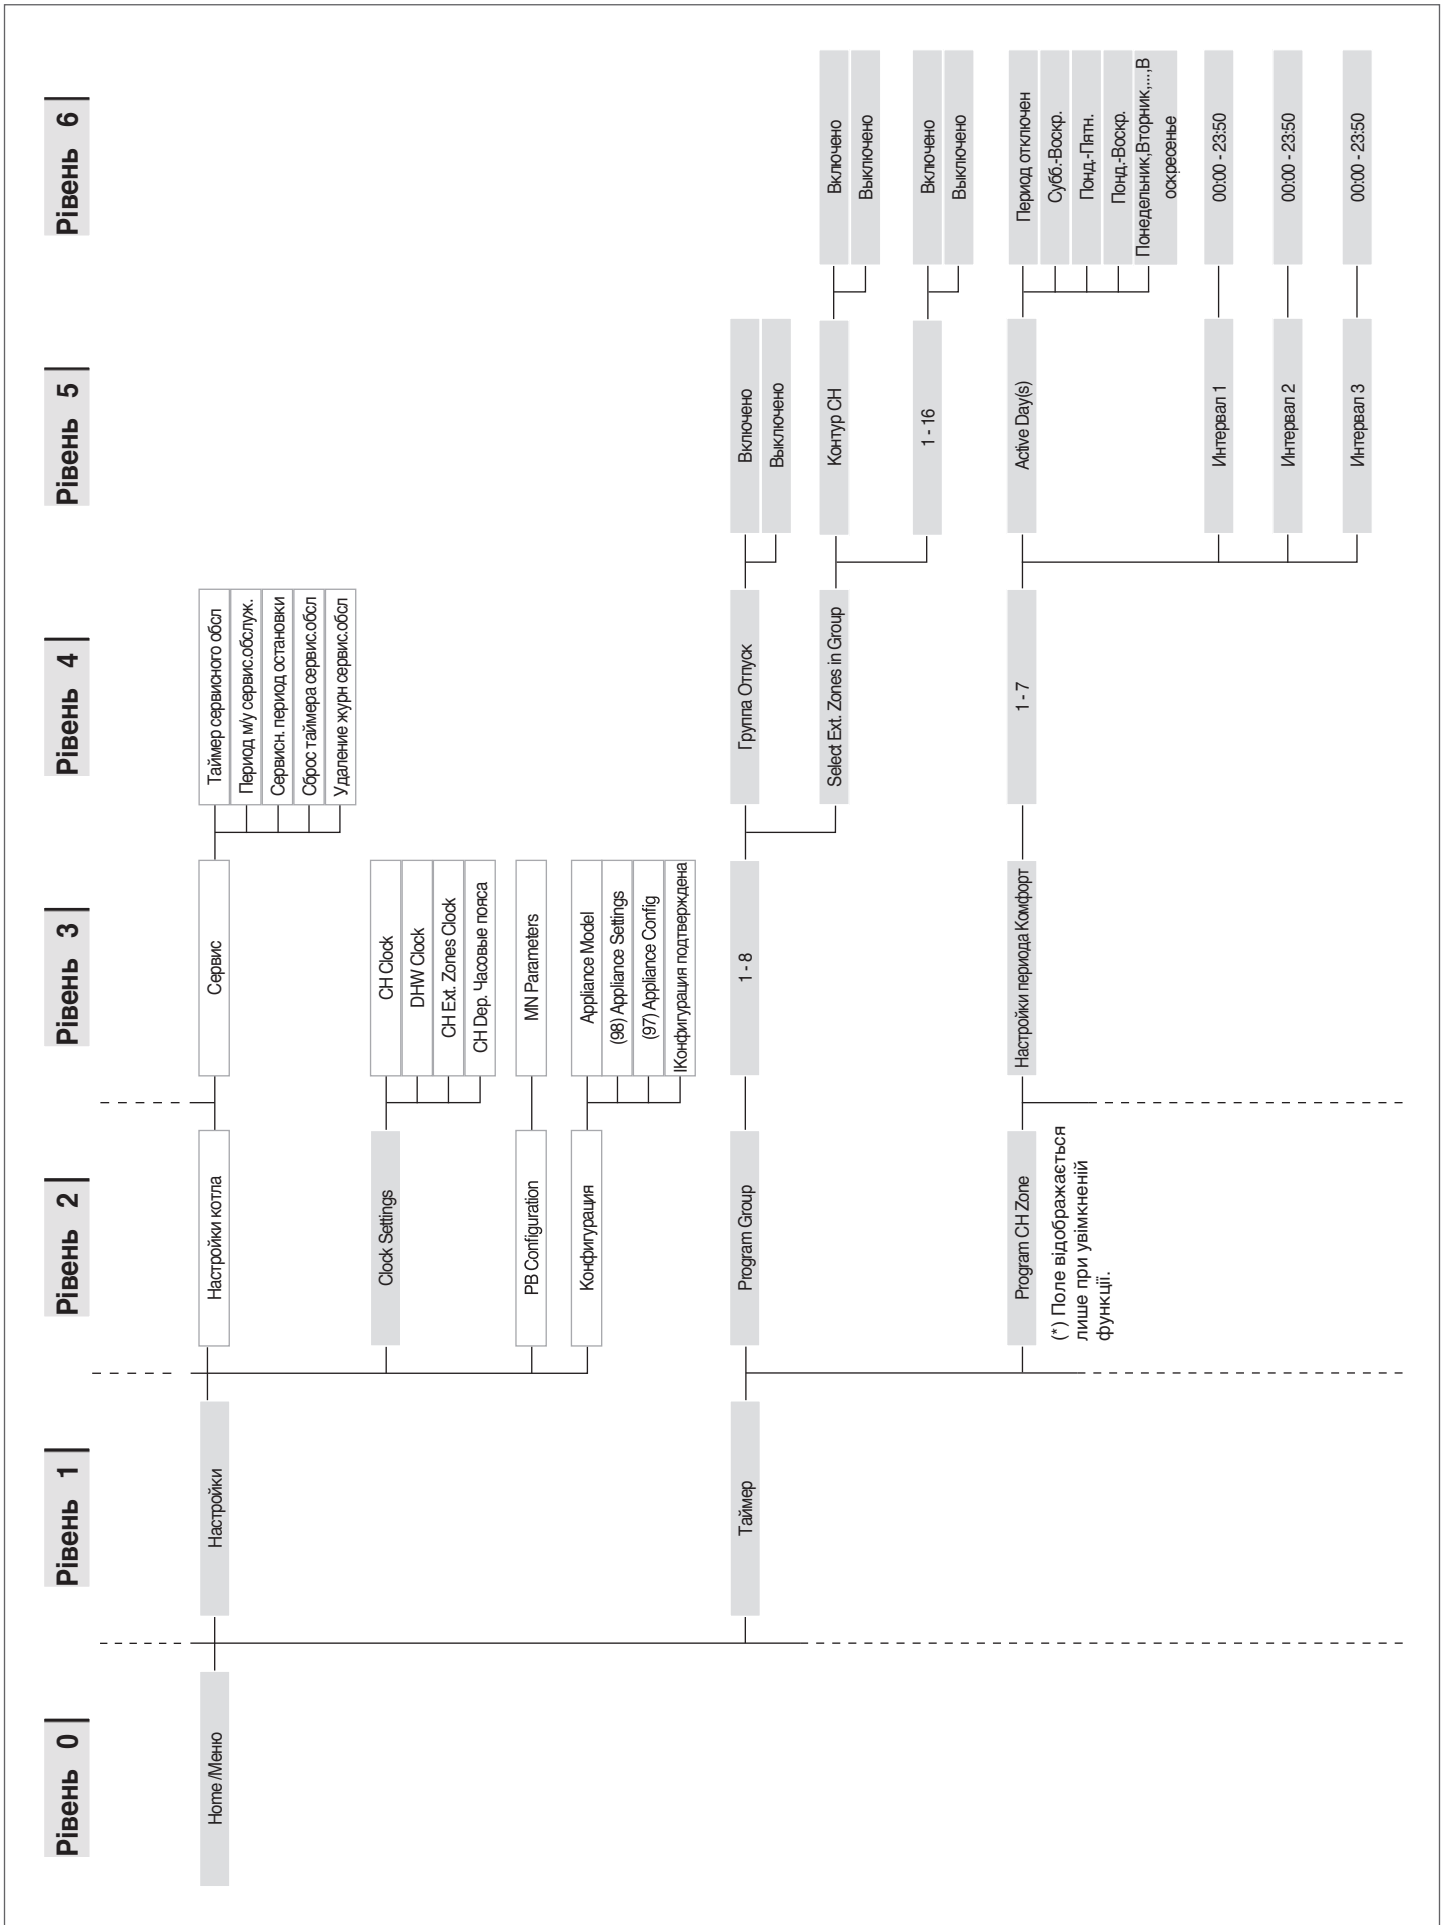 Рівень 0
Рівень 1
Рівень 2
Рівень 3
Рівень 4
Рівень 5
Рівень 6
Home /Меню
Настройки
Настройки котла
Сервис
Таймер сервисного обсл
Период м/у сервис.обслуж.
Сервисн. период остановки
Сброс таймера сервис.обсл
Удаление журн сервис.обсл
Clock Settings
CH Clock
DHW Clock
CH Ext. Zones Clock
CH Dep. Часовые пояса
PB Configuration
MN Parameters
Конфигурация
Appliance Model
(98) Appliance Settings
(97) Appliance Config
IКонфигурация подтверждена
Таймер
Program Group
1 - 8
Группа Отпуск
Включено
Выключено
Select Ext. Zones in Group
Контур CH
Включено
Выключено
1 - 16
Включено
Выключено
Program CH Zone
(*) Поле відображається
лише при увімкненій
функції.
Настройки периода Комфорт
1 - 7
Active Day(s)
Период отключен
Субб.-Воскр.
Понд.-Пятн.
Понд.-Воскр.
Понедельник,Вторник,...,В
оскресенье
Интервал 1
00:00 - 23:50
Интервал 2
00:00 - 23:50
Интервал 3
00:00 - 23:50